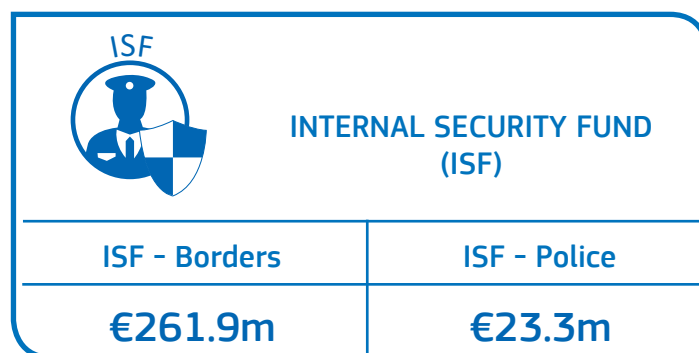 ISF
INTERNAL SECURITY FUND
(ISF)
ISF - Borders
ISF - Police
€261.9m
€23.3m